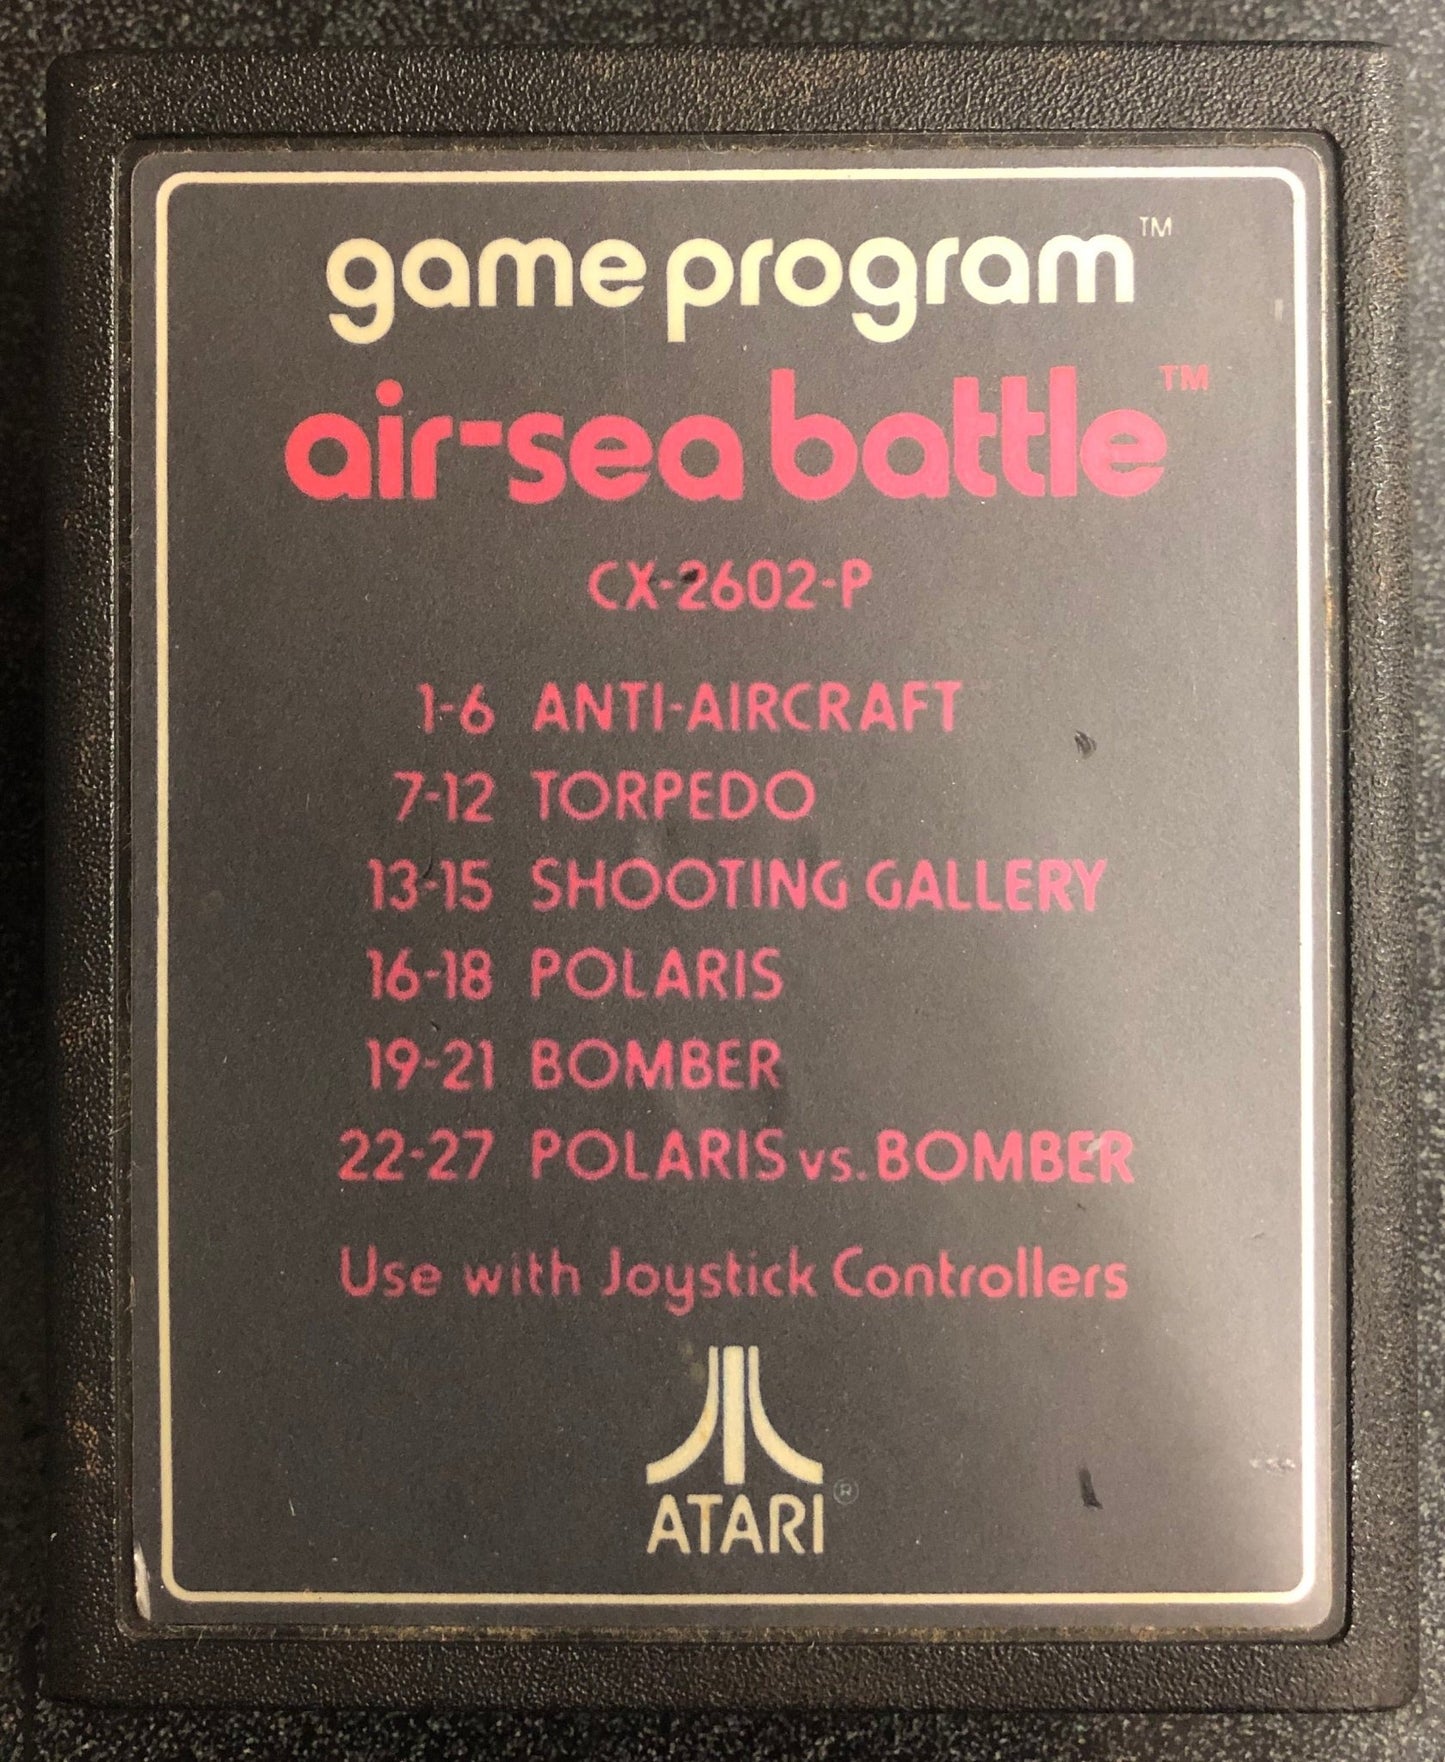 game program™
air-sea battle™
CX-2602-P
1-6 ANTI-AIRCRAFT
7-12 TORPEDO
13-15 SHOOTING GALLERY
16-18 POLARIS
19-21 BOMBER
22-27 POLARIS vs. BOMBER
Use with Joystick Controllers
ATARI®